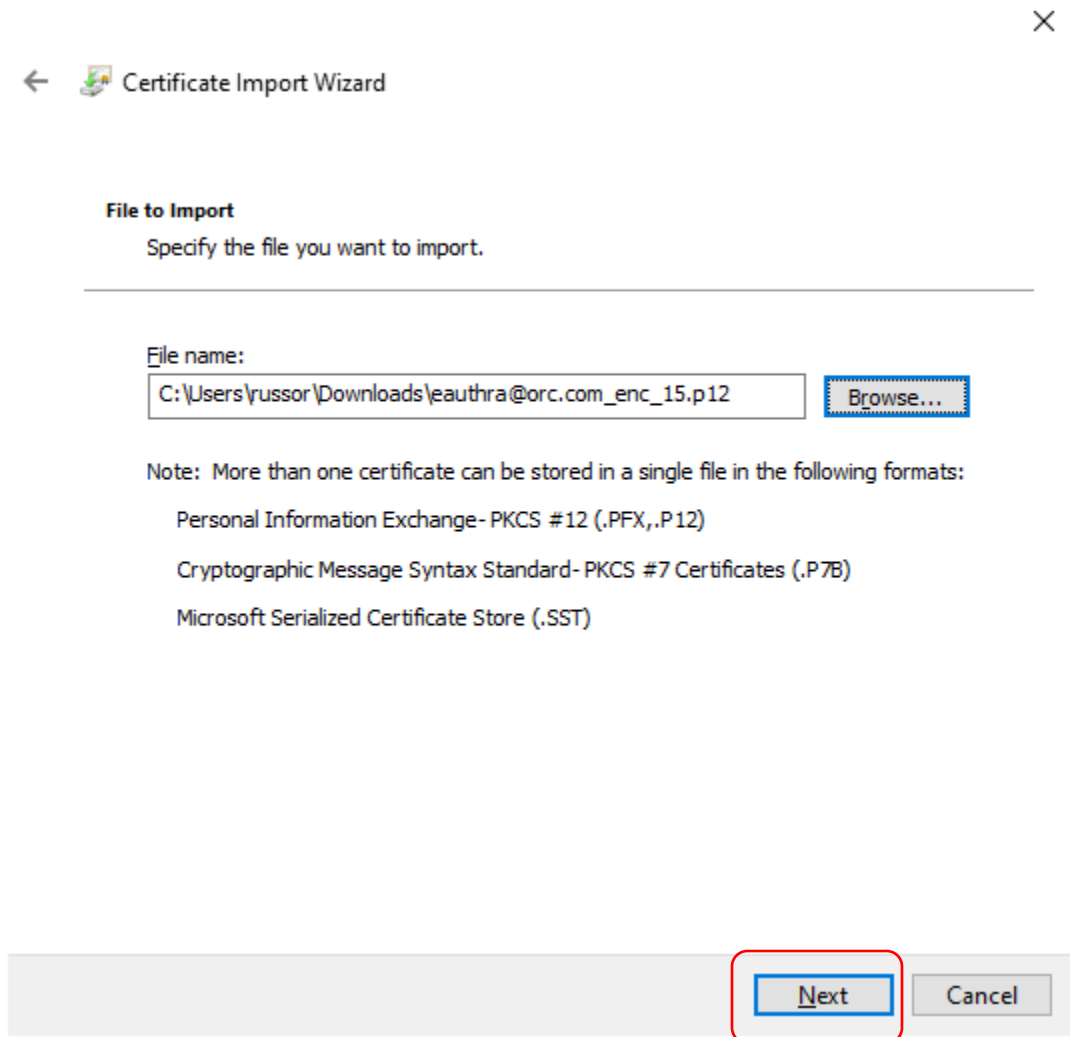 Certificate Import Wizard
File to Import
Specify the file you want to import.
File name:
C:\Users\russor\Downloads\eauthra@orc.com_enc_15.p12
Browse...
Note: More than one certificate can be stored in a single file in the following formats:
Personal Information Exchange- PKCS #12 (.PFX,.P12)
Cryptographic Message Syntax Standard- PKCS #7 Certificates (.P7B)
Microsoft Serialized Certificate Store (.SST)
Next Cancel